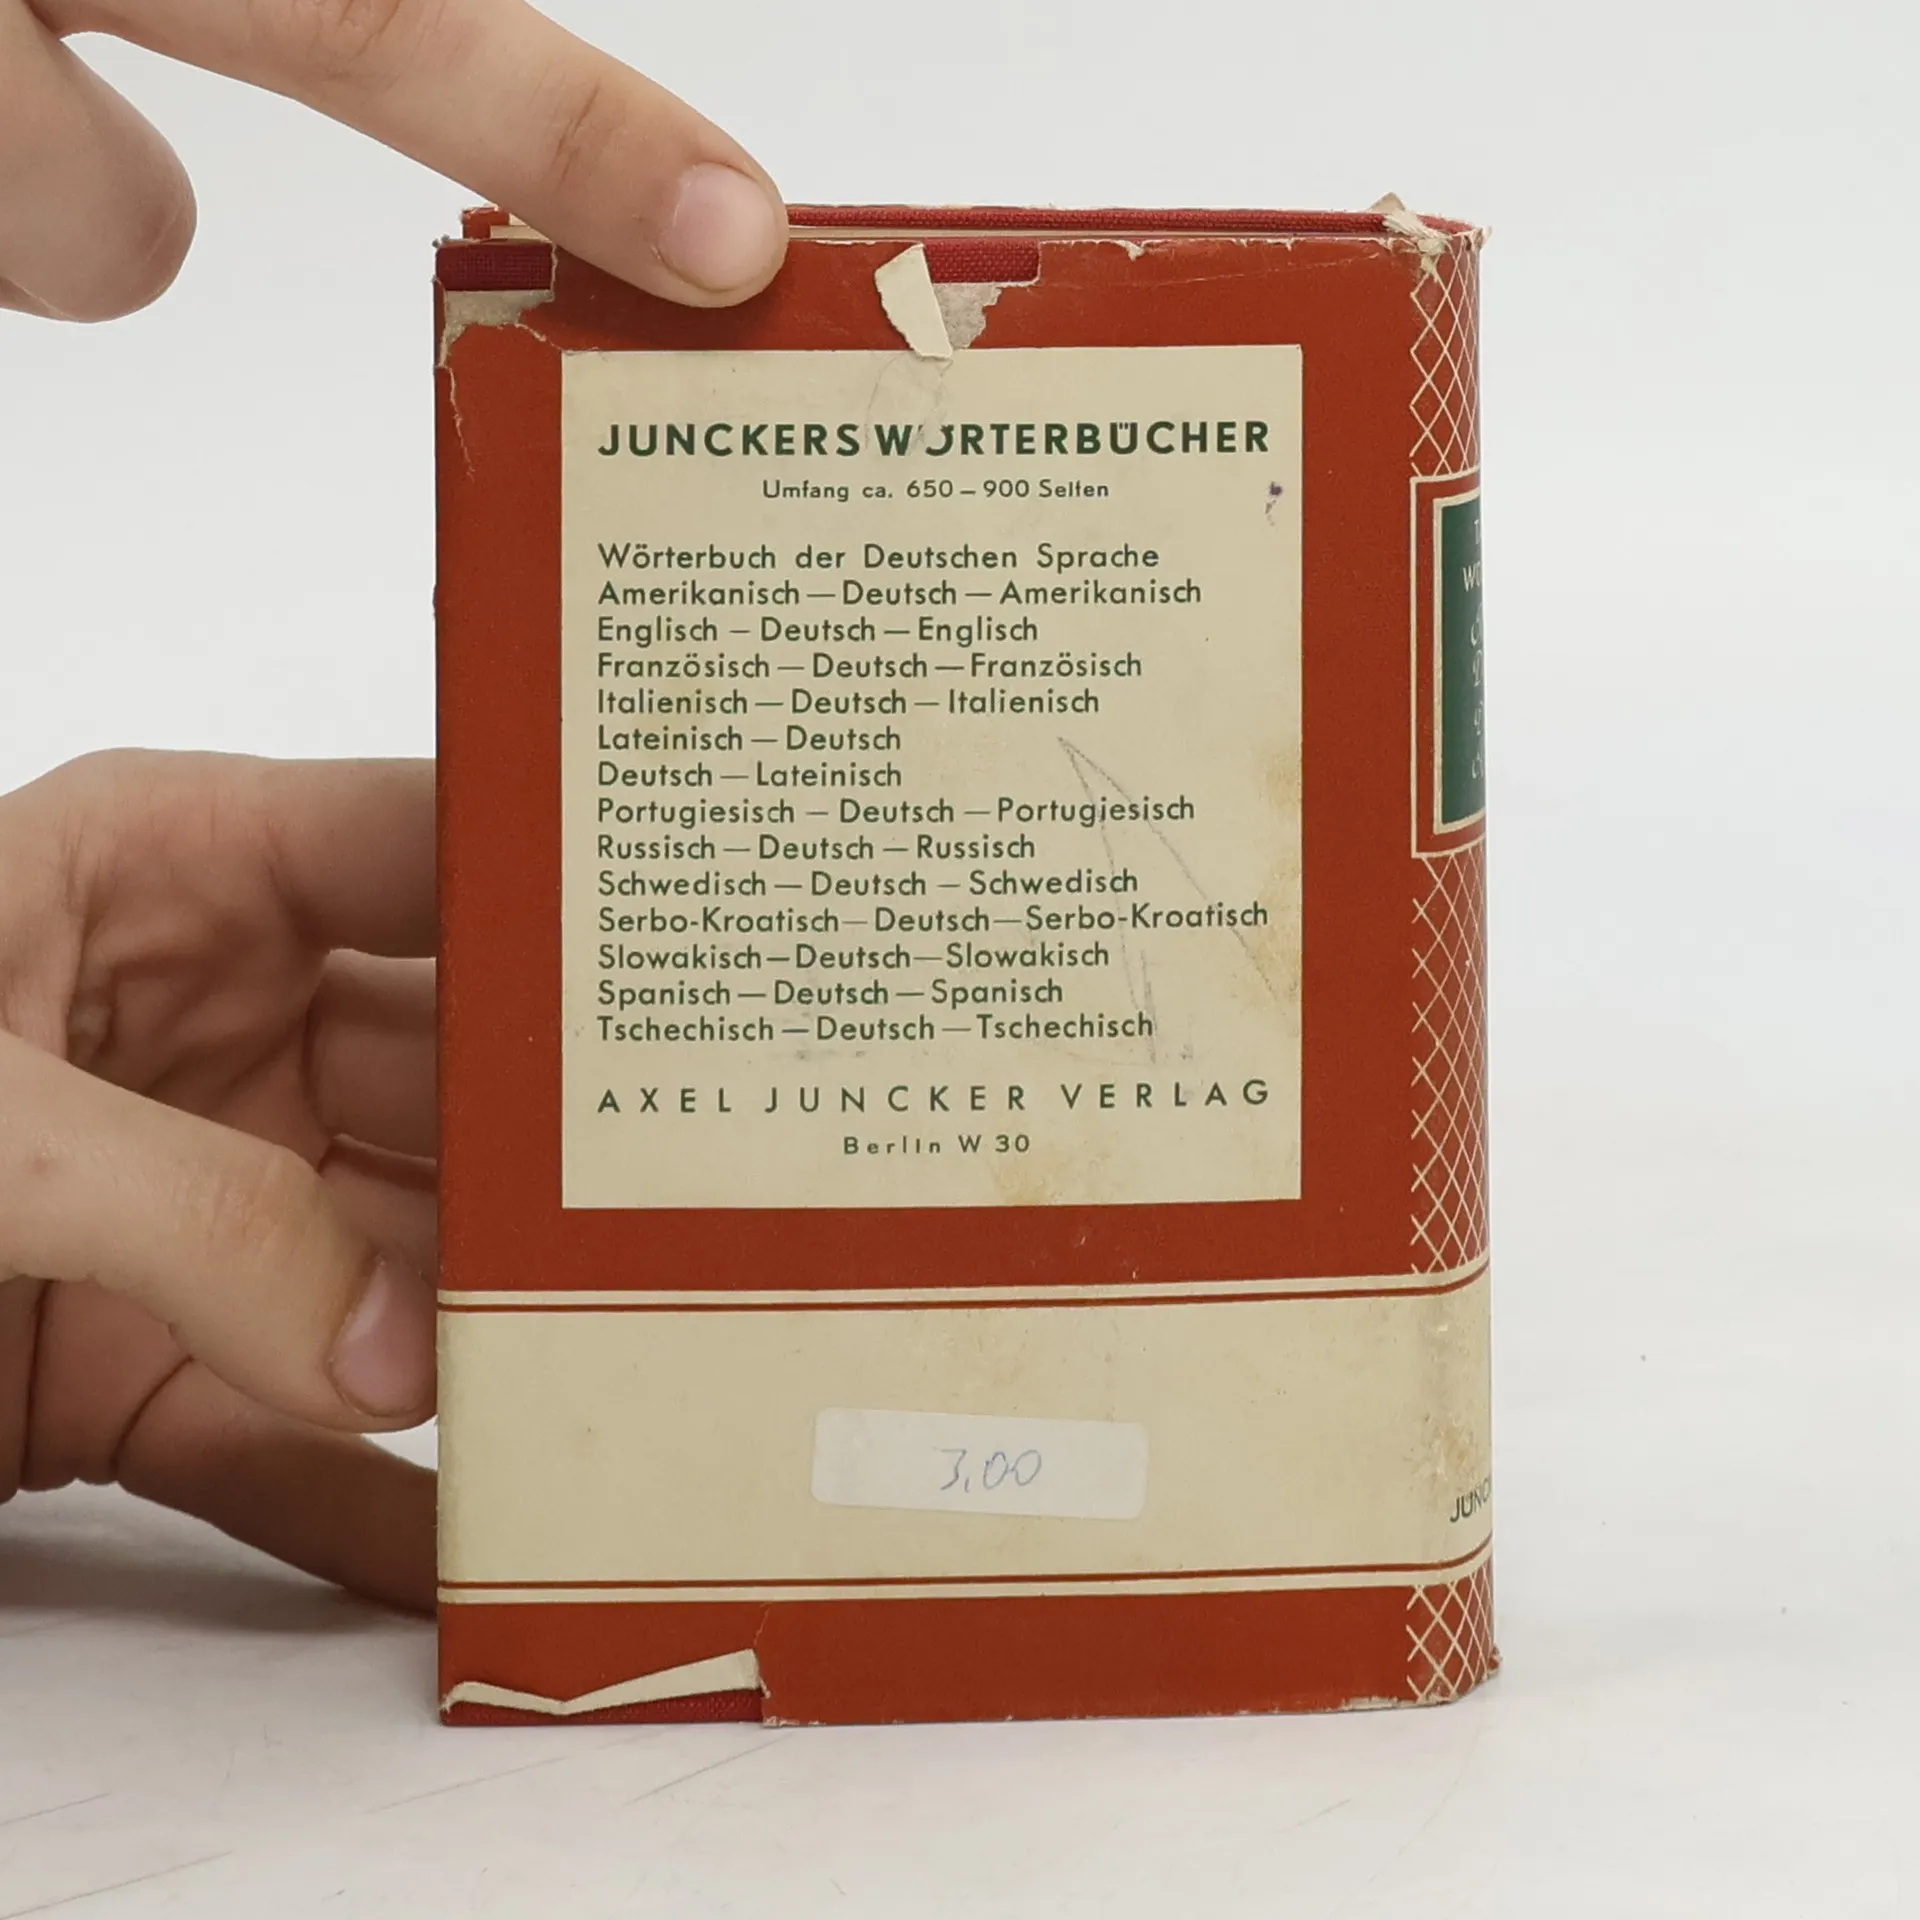 JUNCKERS WÖRTERBÜCHER
Umfang ca. 650 – 900 Seiten
Wörterbuch der Deutschen Sprache
Amerikanisch — Deutsch — Amerikanisch
Englisch – Deutsch — Englisch
Französisch — Deutsch — Französisch
Italienisch — Deutsch — Italienisch
Lateinisch — Deutsch
Deutsch — Lateinisch
Portugiesisch — Deutsch — Portugiesisch
Russisch — Deutsch — Russisch
Schwedisch — Deutsch — Schwedisch
Serbo-Kroatisch — Deutsch — Serbo-Kroatisch
Slowakisch — Deutsch — Slowakisch
Spanisch — Deutsch — Spanisch
Tschechisch — Deutsch — Tschechisch
AXEL JUNCKER VERLAG
Berlin W 30
3,00